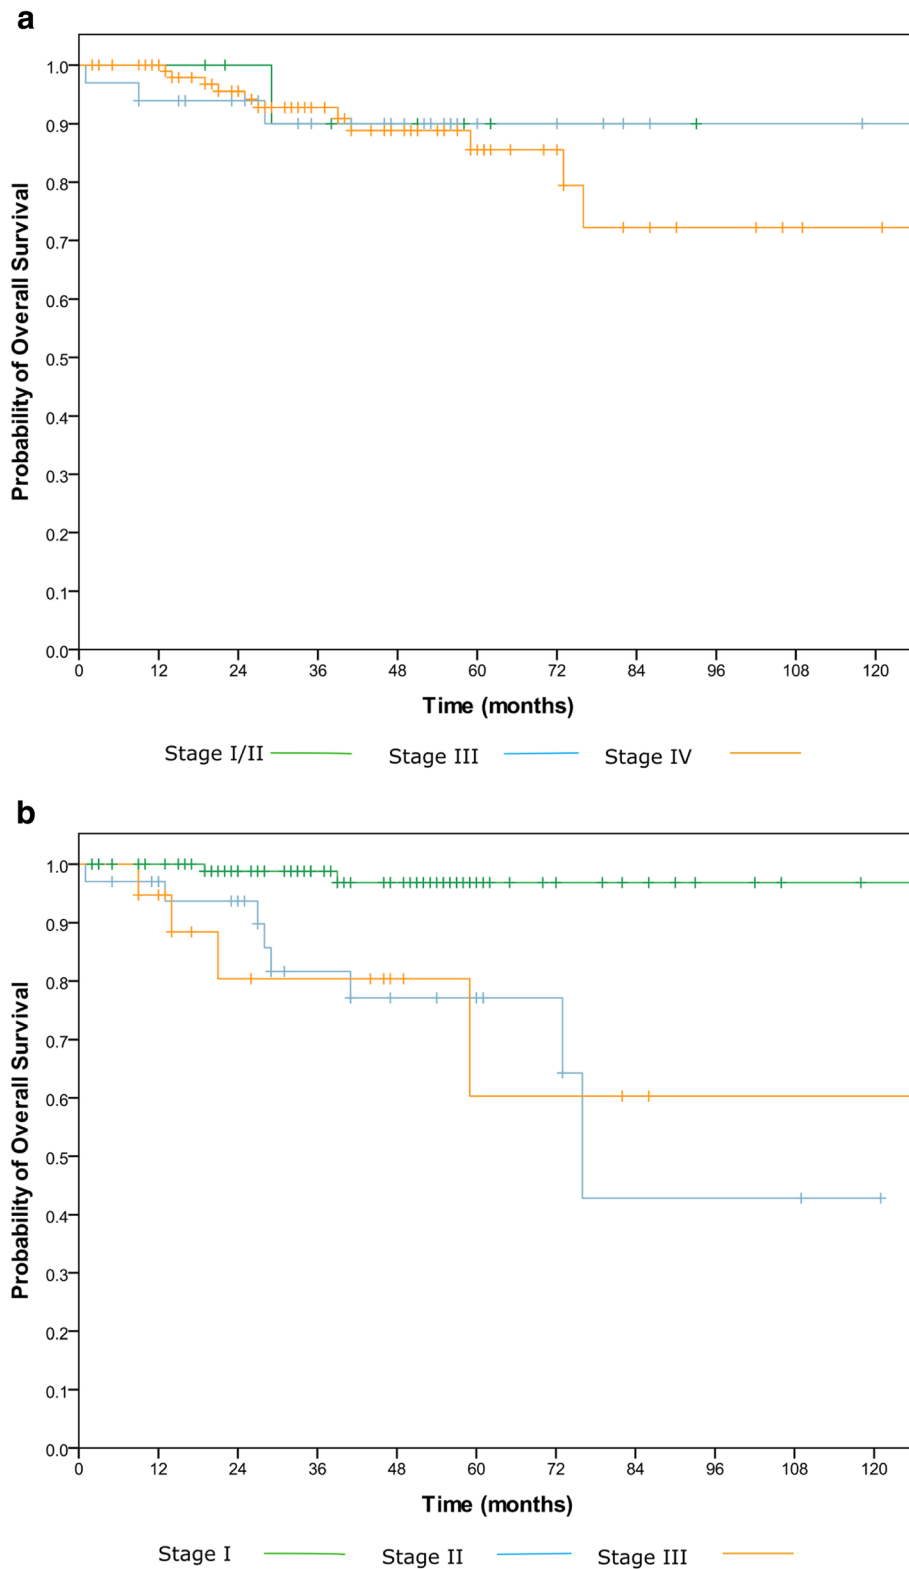 a
Probability of Overall Survival
1.0
0.9
0.8
0.7
0.6
0.5
0.4
0.3
0.2
0.1
0.0
0 12 24 36 48 60 72 84 96 108 120
Time (months)
Stage I/II Stage III Stage IV
b
Probability of Overall Survival
1.0
0.9
0.8
0.7
0.6
0.5
0.4
0.3
0.2
0.1
0.0
0 12 24 36 48 60 72 84 96 108 120
Time (months)
Stage I Stage II Stage III